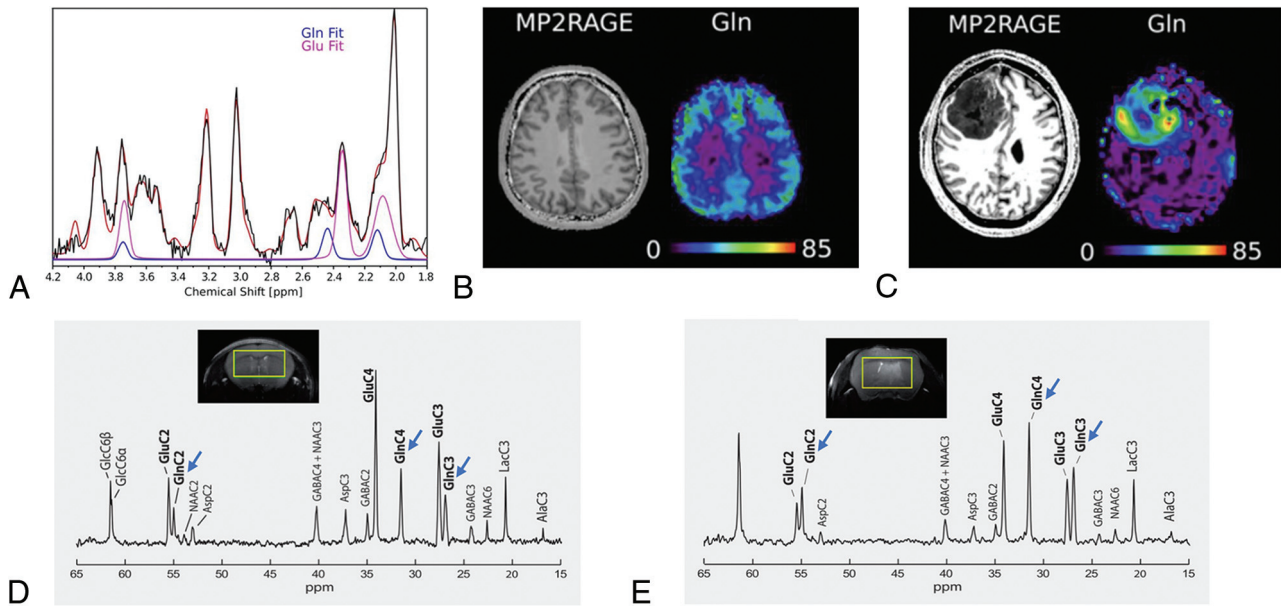 Gln Fit
Glu Fit
4.2 4.0 3.8 3.6 3.4 3.2 3.0 2.8 2.6 2.4 2.2 2.0 1.8
Chemical Shift [ppm]
A
MP2RAGE Gln
0 85
B
MP2RAGE Gln
0 85
C
GlcC6β
GlcC6α
GluC2
GlnC2
NAAC2
AspC2
GABAC4 + NAAC3
AspC3
GABAC2
GluC4
GlnC4
GluC3
GlnC3
GABAC3
NAAC6
LacC3
AlaC3
65 55 50 40 35 30 25 20 15
ppm
D
GluC2
GlnC2
AspC2
GABAC4 + NAAC3
AspC3
GABAC2
GluC4
GlnC4
GluC3
GlnC3
GABAC3
NAAC6
LacC3
AlaC3
65 55 50 40 35 30 25 20 15
ppm
E